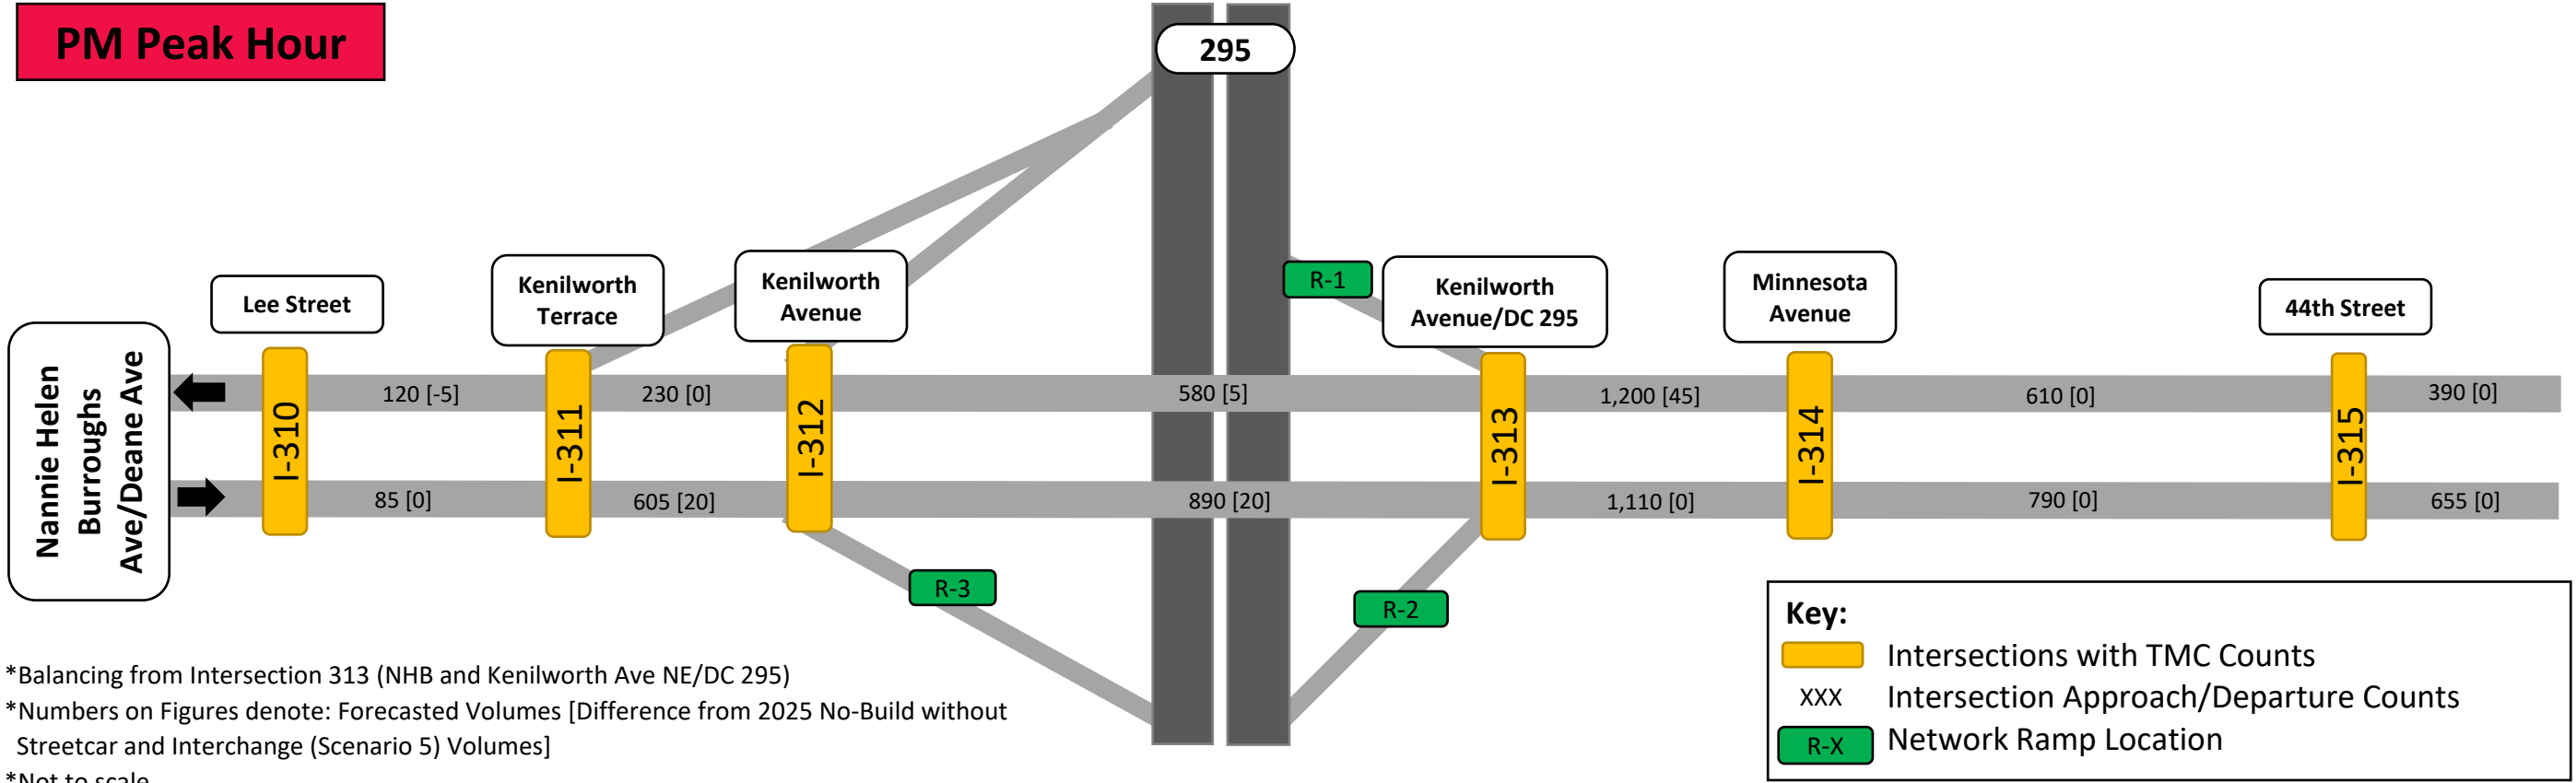 PM Peak Hour
295
R-1
Lee Street
Kenilworth
Terrace
Kenilworth
Avenue
Kenilworth
Avenue/DC 295
Minnesota
Avenue
44th Street
Nannie Helen
Burroughs
Ave/Deane Ave
I-310
I-311
I-312
I-313
I-314
I-315
120 [-5]
230 [0]
580 [5]
1,200 [45]
610 [0]
390 [0]
85 [0]
605 [20]
890 [20]
1,110 [0]
790 [0]
655 [0]
R-3
R-2
*Balancing from Intersection 313 (NHB and Kenilworth Ave NE/DC 295)
*Numbers on Figures denote: Forecasted Volumes [Difference from 2025 No-Build without
Streetcar and Interchange (Scenario 5) Volumes]
*Not to scale
Key:
Intersections with TMC Counts
XXX Intersection Approach/Departure Counts
R-X Network Ramp Location